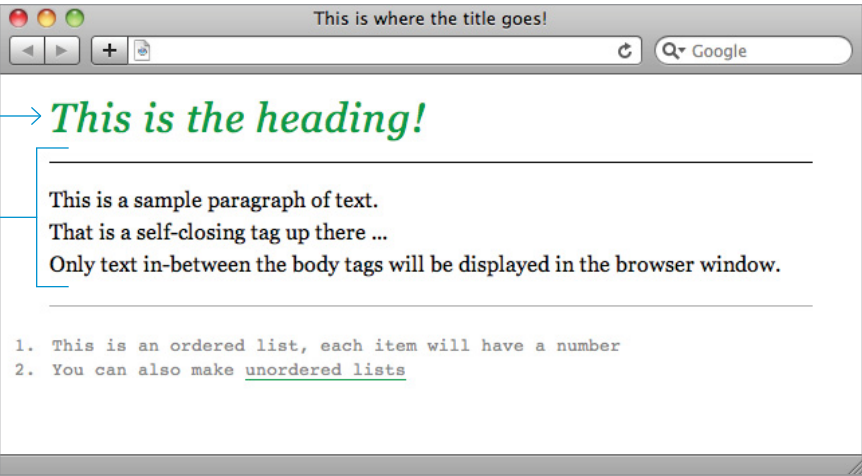 This is where the title goes!
Google
This is the heading!
This is a sample paragraph of text.
That is a self-closing tag up there ...
Only text in-between the body tags will be displayed in the browser window.
1. This is an ordered list, each item will have a number
2. You can also make unordered lists